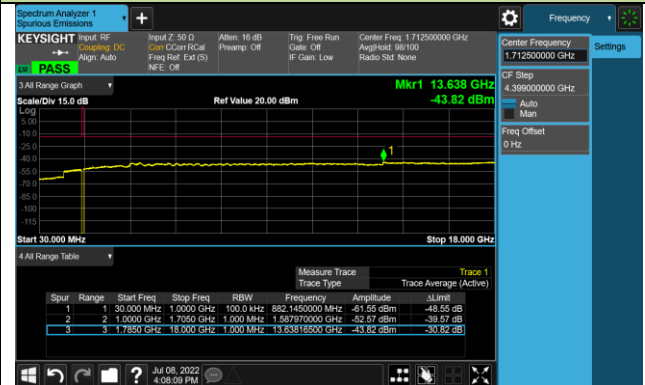 Spectrum Analyzer 1
Spurious Emissions
Frequency
KEYSIGHT
Input: RF
Coupling: DC
Align: Auto
Input Z: 50 Ω
Corr CCorr RCal
Freq Ref: Ext (S)
NFE: Off
Atten: 16 dB
Preamp: Off
Trig: Free Run
Gate: Off
IF Gain: Low
Center Freq: 1.712500000 GHz
Avg|Hold: 98/100
Radio Std: None
PASS
Center Frequency
1.712500000 GHz
Settings
CF Step
4.399000000 GHz
Auto
Man
Freq Offset
0 Hz
3 All Range Graph
Mkr1 13.638 GHz
Scale/Div 15.0 dB
Ref Value 20.00 dBm
-43.82 dBm
Log
5.00
-10.0
-25.0
-40.0
-55.0
-70.0
-85.0
-100
-115
1
Start 30.000 MHz
Stop 18.000 GHz
4 All Range Table
Measure Trace Trace 1
Trace Type Trace Average (Active)
Spur Range Start Freq Stop Freq RBW Frequency Amplitude ΔLimit
1 1 30.000 MHz 1.0000 GHz 100.0 kHz 882.1450000 MHz -61.55 dBm -48.55 dB
2 2 1.0000 GHz 1.7050 GHz 1.000 MHz 1.587970000 GHz -52.57 dBm -39.57 dB
3 3 1.7850 GHz 18.000 GHz 1.000 MHz 13.63816500 GHz -43.82 dBm -30.82 dB
Jul 08, 2022
4:08:09 PM